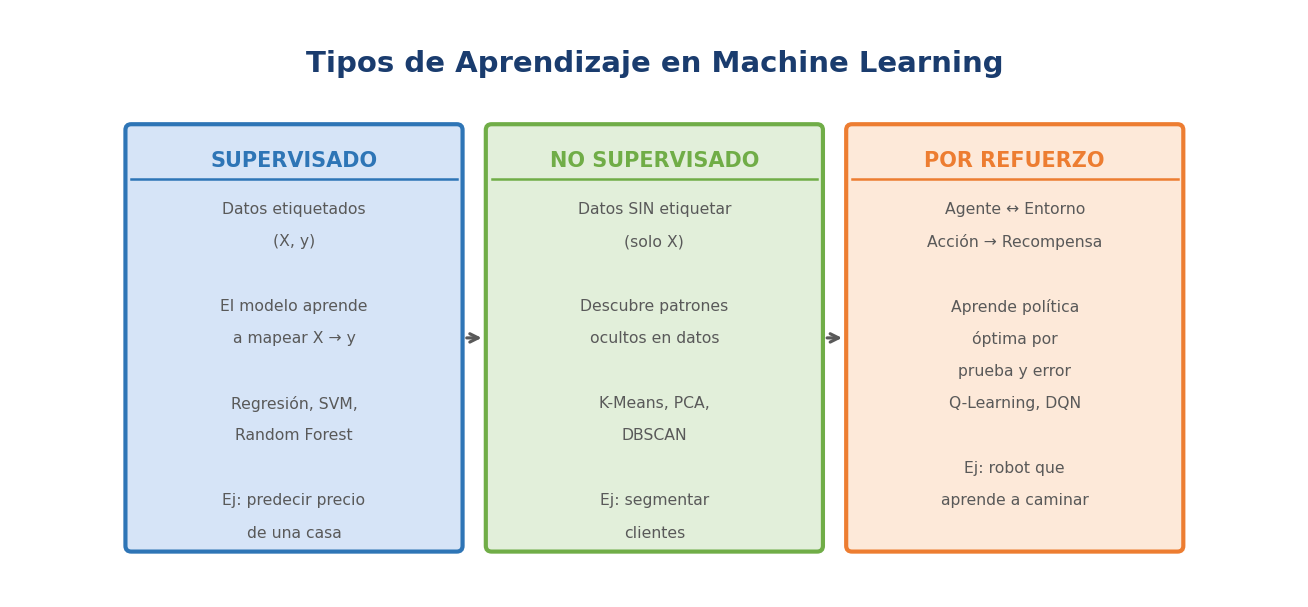 Tipos de Aprendizaje en Machine Learning
SUPERVISADO
Datos etiquetados
(X, y)
El modelo aprende
a mapear X → y
Regresión, SVM,
Random Forest
Ej: predecir precio
de una casa
NO SUPERVISADO
Datos SIN etiquetar
(solo X)
Descubre patrones
ocultos en datos
K-Means, PCA,
DBSCAN
Ej: segmentar
clientes
POR REFUERZO
Agente ↔ Entorno
Acción → Recompensa
Aprende política
óptima por
prueba y error
Q-Learning, DQN
Ej: robot que
aprende a caminar